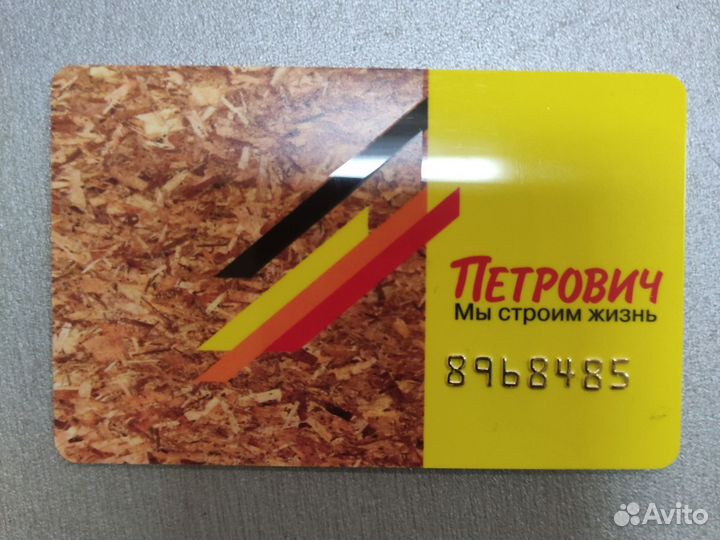 ПЕТРОВИЧ
Мы строим жизнь
8968485
Avito